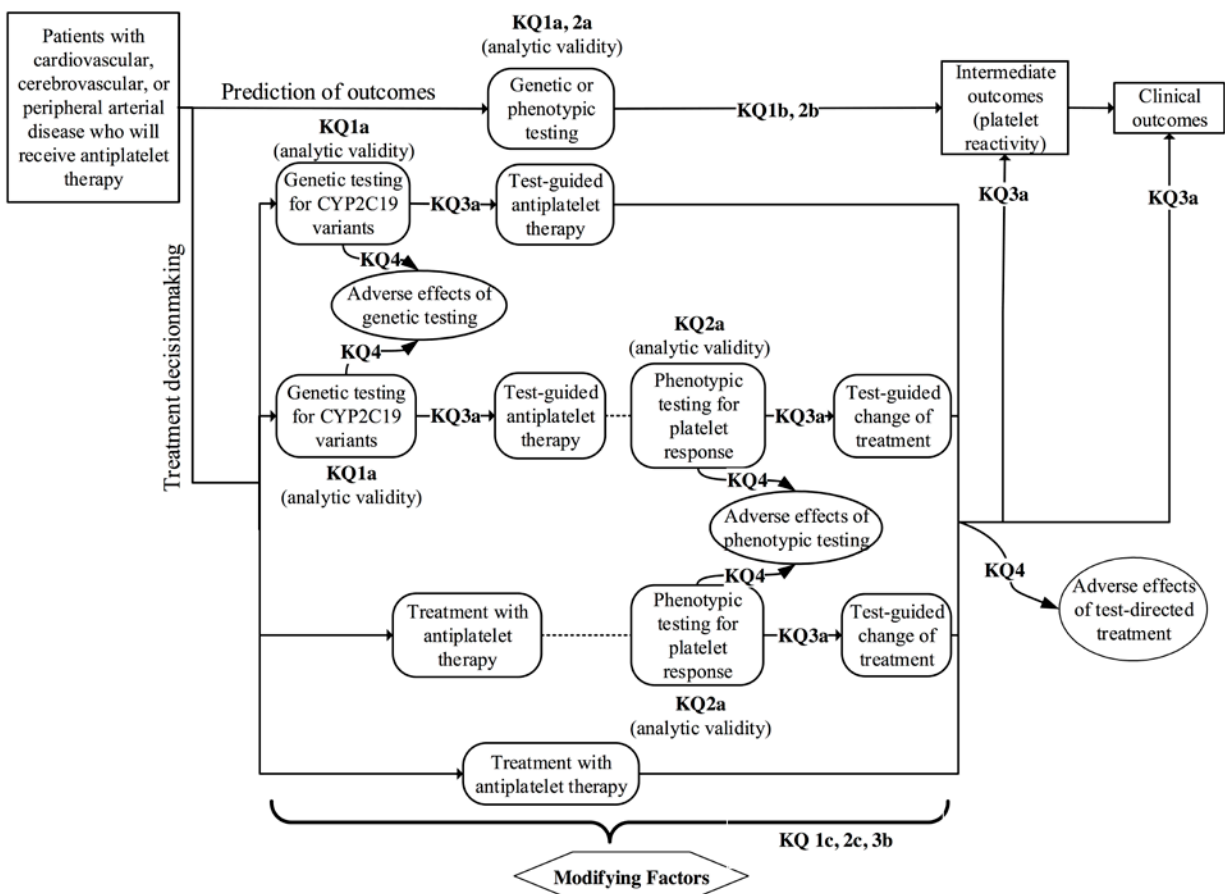 Patients with
cardiovascular,
cerebrovascular, or
peripheral arterial
disease who will
receive antiplatelet
therapy
Prediction of outcomes
KQ1a, 2a
(analytic validity)
Genetic or
phenotypic
testing
KQ1b, 2b
Intermediate
outcomes
(platelet
reactivity)
Clinical
outcomes
KQ3a
KQ3a
Treatment decisionmaking
KQ1a
(analytic validity)
Genetic testing
for CYP2C19
variants
KQ3a
Test-guided
antiplatelet
therapy
KQ4
Adverse effects of
genetic testing
KQ4
Genetic testing
for CYP2C19
variants
KQ1a
(analytic validity)
KQ3a
Test-guided
antiplatelet
therapy
KQ2a
(analytic validity)
Phenotypic
testing for
platelet
response
KQ3a
Test-guided
change of
treatment
KQ4
Adverse effects of
phenotypic testing
KQ4
Treatment with
antiplatelet
therapy
Phenotypic
testing for
platelet
response
KQ2a
(analytic validity)
KQ3a
Test-guided
change of
treatment
KQ4
Adverse effects
of test-directed
treatment
Treatment with
antiplatelet therapy
KQ 1c, 2c, 3b
Modifying Factors